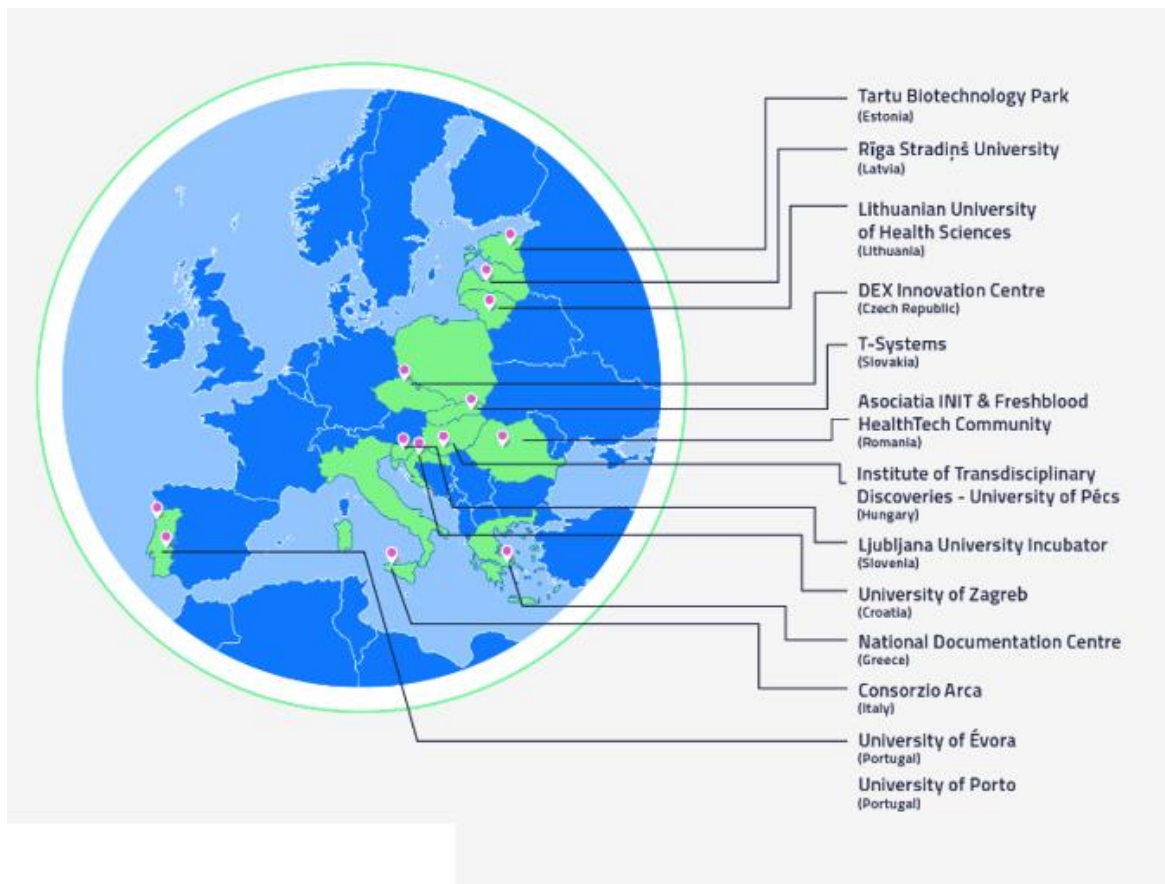 Tartu Biotechnology Park
(Estonia)
Rīga Stradiņš University
(Latvia)
Lithuanian University
of Health Sciences
(Lithuania)
DEX Innovation Centre
(Czech Republic)
T-Systems
(Slovakia)
Asociatia INIT & Freshblood
HealthTech Community
(Romania)
Institute of Transdisciplinary
Discoveries - University of Pécs
(Hungary)
Ljubljana University Incubator
(Slovenia)
University of Zagreb
(Croatia)
National Documentation Centre
(Greece)
Consorzio Arca
(Italy)
University of Évora
(Portugal)
University of Porto
(Portugal)